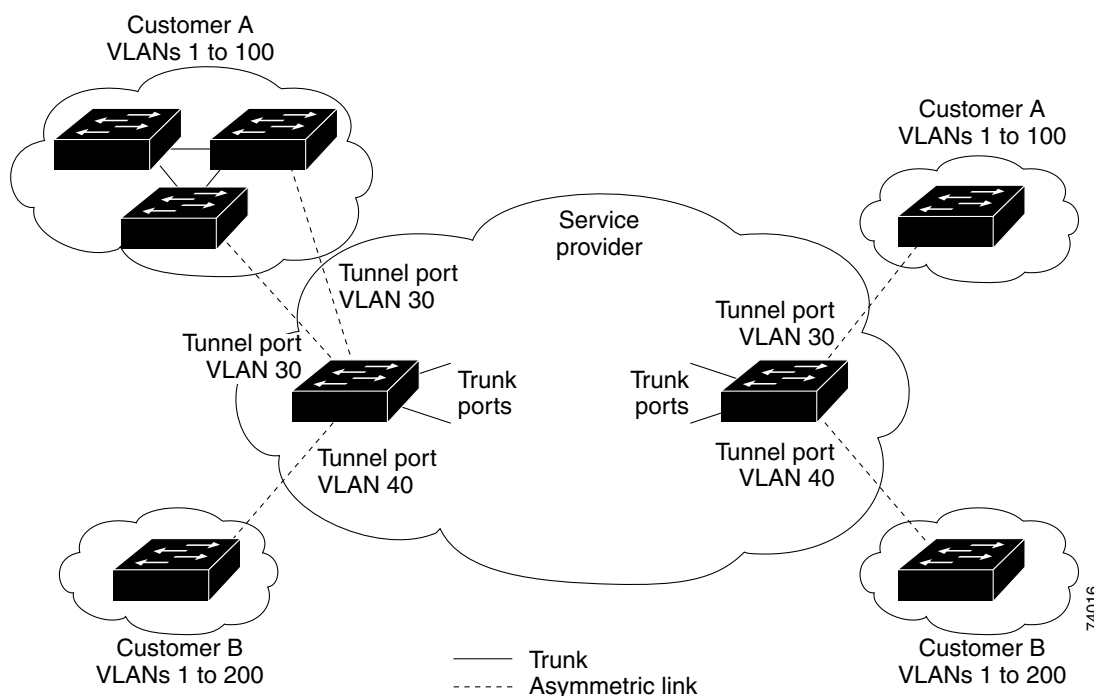 Customer A
VLANs 1 to 100
Customer A
VLANs 1 to 100
Service
provider
Tunnel port
VLAN 30
Tunnel port
VLAN 30
Tunnel port
VLAN 30
Trunk
ports
Trunk
ports
Tunnel port
VLAN 40
Tunnel port
VLAN 40
Customer B
VLANs 1 to 200
Customer B
VLANs 1 to 200
74016
Trunk
Asymmetric link